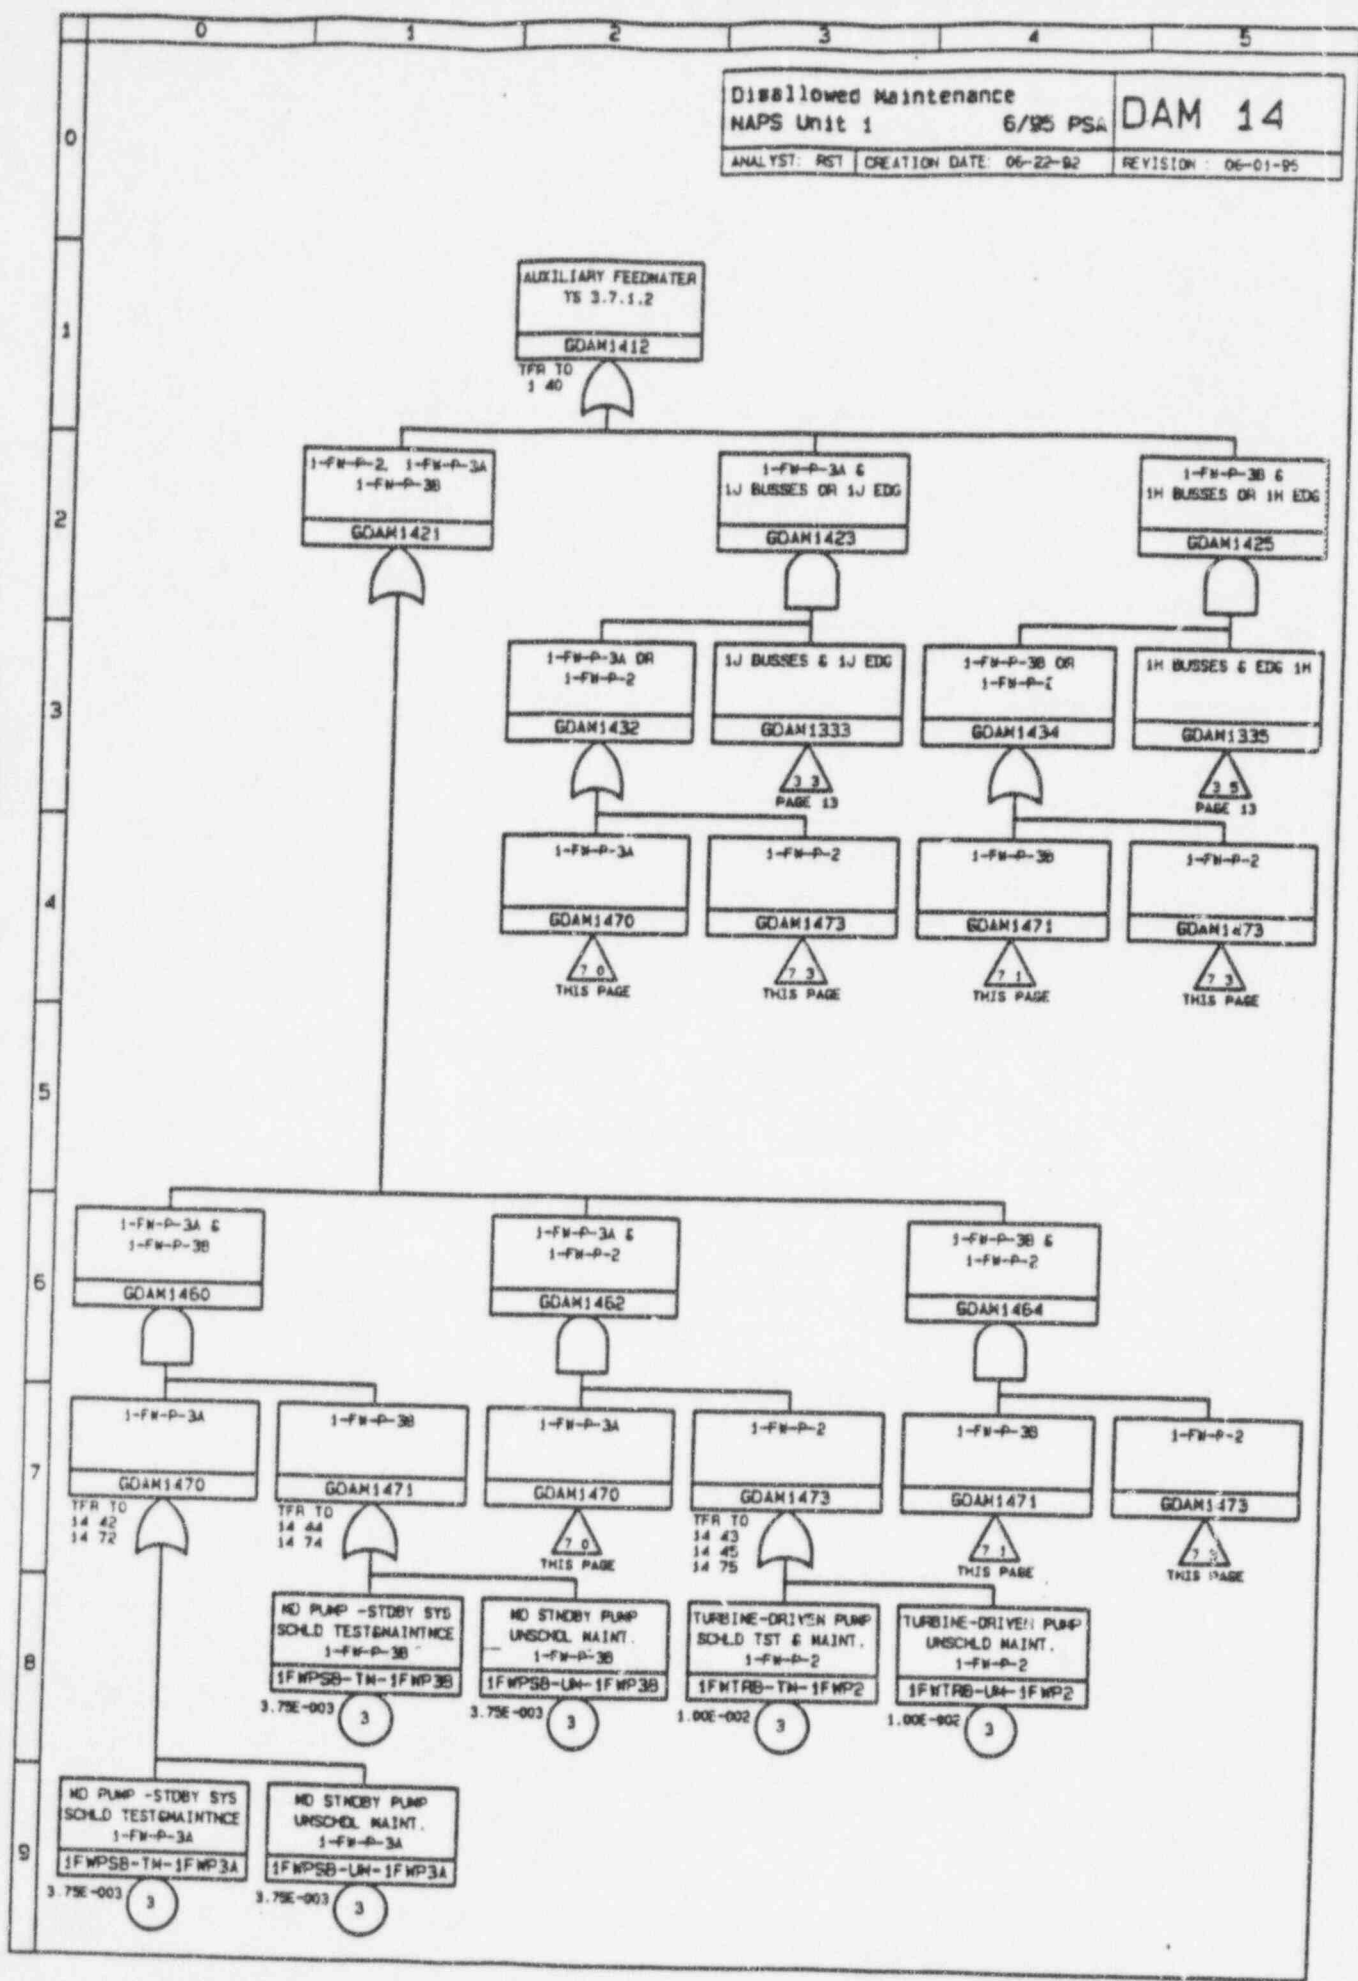 0 1 2 3 4 5
Disallowed Maintenance
NAPS Unit 1 6/95 PSA
DAM 14
ANALYST: RST CREATION DATE: 06-22-92 REVISION : 06-01-95
0
AUXILIARY FEEDWATER
TS 3.7.1.2
GDAM1412
TFR TO
1 40
1
1-FW-P-2, 1-FW-P-3A
1-FW-P-3B
GDAM1421
1-FW-P-3A &
1J BUSSES OR 1J EDG
GDAM1423
1-FW-P-3B &
1H BUSSES OR 1H EDG
GDAM1425
2
1-FW-P-3A OR
1-FW-P-2
GDAM1432
1J BUSSES & 1J EDG
GDAM1333
3 3
PAGE 13
1-FW-P-3B OR
GDAM1434
1H BUSSES & EDG 1H
GDAM1335
3 5
PAGE 13
3
1-FW-P-3A
GDAM1470
7 0
THIS PAGE
1-FW-P-2
GDAM1473
7 3
THIS PAGE
1-FW-P-3B
GDAM1471
7 1
THIS PAGE
1-FW-P-2
GDAM1473
7 3
THIS PAGE
4
5
1-FW-P-3A &
1-FW-P-3B
GDAM1460
1-FW-P-3A &
1-FW-P-2
GDAM1462
1-FW-P-3B &
1-FW-P-2
GDAM1464
6
1-FW-P-3A
GDAM1470
TFR TO
14 42
14 72
1-FW-P-3B
GDAM1471
TFR TO
14 44
14 74
1-FW-P-3A
GDAM1470
7 0
THIS PAGE
1-FW-P-2
GDAM1473
TFR TO
14 43
14 45
14 75
1-FW-P-3B
GDAM1471
7 1
THIS PAGE
1-FW-P-2
GDAM1473
7 3
THIS PAGE
7
MD PUMP -STDBY SYS
SCHLD TEST&MAINTNCE
1-FW-P-3B
1FWPSB-TM-1FWP3B
3.75E-003
3
MD STNDBY PUMP
UNSCHDL MAINT.
1-FW-P-3B
1FWPSB-UM-1FWP3B
3.75E-003
3
TURBINE-DRIVEN PUMP
SCHLD TST & MAINT.
1-FW-P-2
1FWTRB-TM-1FWP2
1.00E-002
3
TURBINE-DRIVEN PUMP
UNSCHLD MAINT.
1-FW-P-2
1FWTRB-UM-1FWP2
1.00E-002
3
8
MD PUMP -STDBY SYS
SCHLD TEST&MAINTNCE
1-FW-P-3A
1FWPSB-TM-1FWP3A
3.75E-003
3
MD STNDBY PUMP
UNSCHDL MAINT.
1-FW-P-3A
1FWPSB-UM-1FWP3A
3.75E-003
3
9